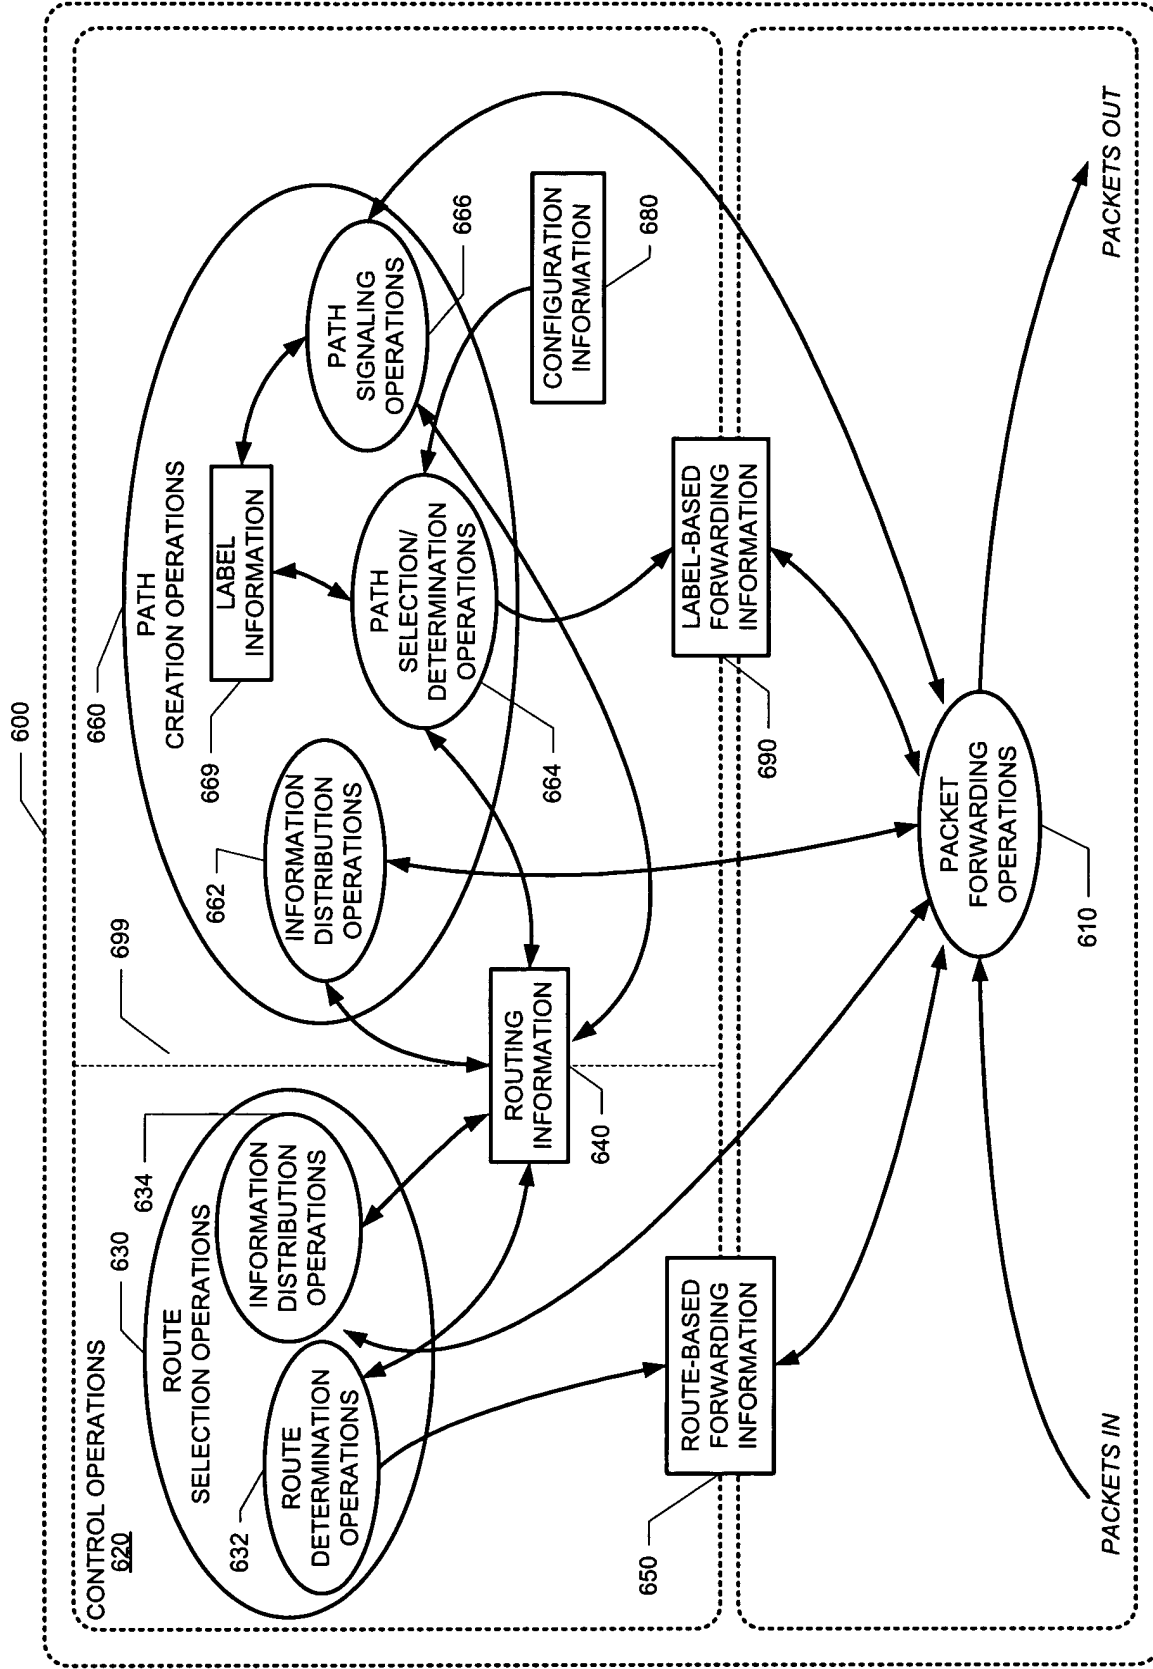 600
CONTROL OPERATIONS
620
630
ROUTE
SELECTION OPERATIONS
634
INFORMATION
DISTRIBUTION
OPERATIONS
632
ROUTE
DETERMINATION
OPERATIONS
699
660
PATH
CREATION OPERATIONS
669
LABEL
INFORMATION
662
INFORMATION
DISTRIBUTION
OPERATIONS
PATH
SELECTION/
DETERMINATION
OPERATIONS
664
PATH
SIGNALING
OPERATIONS
666
CONFIGURATION
INFORMATION
680
ROUTING
INFORMATION
640
ROUTE-BASED
FORWARDING
INFORMATION
650
LABEL-BASED
FORWARDING
INFORMATION
690
PACKET
FORWARDING
OPERATIONS
610
PACKETS IN
PACKETS OUT